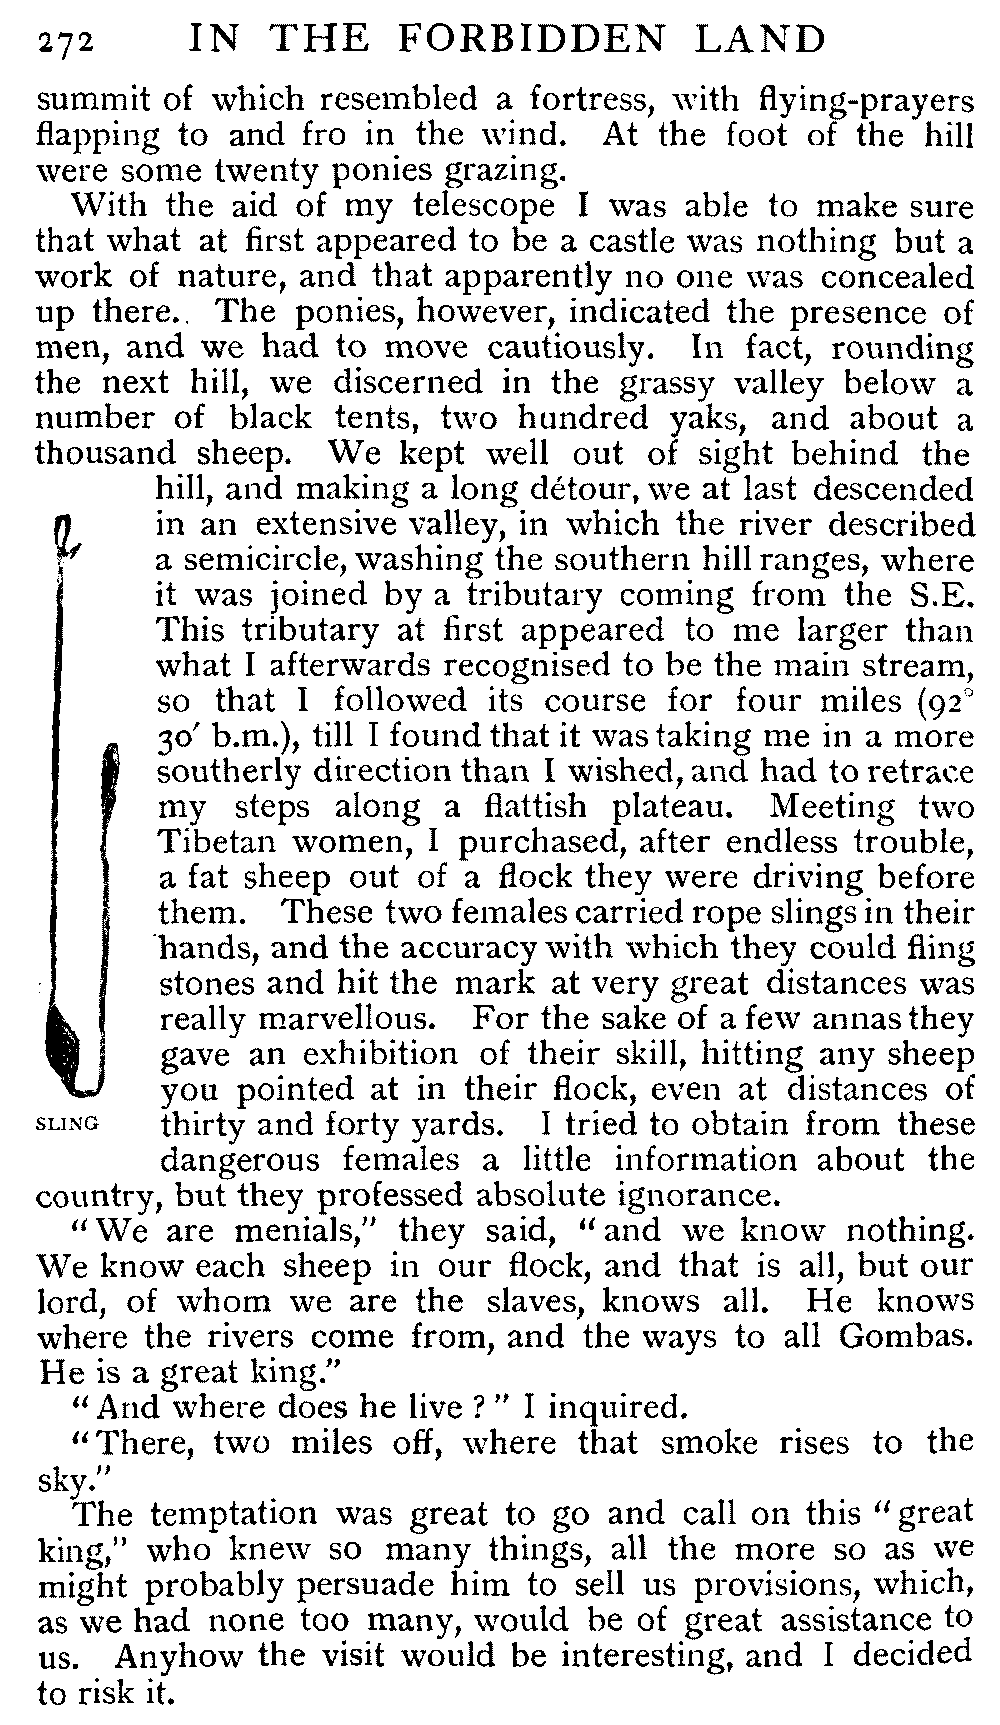 272 IN THE FORBIDDEN LAND
summit of which resembled a fortress, with flying-prayers
flapping to and fro in the wind. At the foot of the hill
were some twenty ponies grazing.
With the aid of my telescope I was able to make sure
that what at first appeared to be a castle was nothing but a
work of nature, and that apparently no one was concealed
up there.. The ponies, however, indicated the presence of
men, and we had to move cautiously. In fact, rounding
the next hill, we discerned in the grassy valley below a
number of black tents, two hundred yaks, and about a
thousand sheep. We kept well out of sight behind the
hill, and making a long détour, we at last descended
in an extensive valley, in which the river described
a semicircle, washing the southern hill ranges, where
it was joined by a tributary coming from the S.E.
This tributary at first appeared to me larger than
what I afterwards recognised to be the main stream,
so that I followed its course for four miles (92°
30′ b.m.), till I found that it was taking me in a more
southerly direction than I wished, and had to retrace
my steps along a flattish plateau. Meeting two
Tibetan women, I purchased, after endless trouble,
a fat sheep out of a flock they were driving before
them. These two females carried rope slings in their
hands, and the accuracy with which they could fling
stones and hit the mark at very great distances was
really marvellous. For the sake of a few annas they
gave an exhibition of their skill, hitting any sheep
you pointed at in their flock, even at distances of
thirty and forty yards. I tried to obtain from these
dangerous females a little information about the
country, but they professed absolute ignorance.
SLING
"We are menials," they said, "and we know nothing.
We know each sheep in our flock, and that is all, but our
lord, of whom we are the slaves, knows all. He knows
where the rivers come from, and the ways to all Gombas.
He is a great king."
"And where does he live?" I inquired.
"There, two miles off, where that smoke rises to the
sky."
The temptation was great to go and call on this "great
king," who knew so many things, all the more so as we
might probably persuade him to sell us provisions, which,
as we had none too many, would be of great assistance to
us. Anyhow the visit would be interesting, and I decided
to risk it.